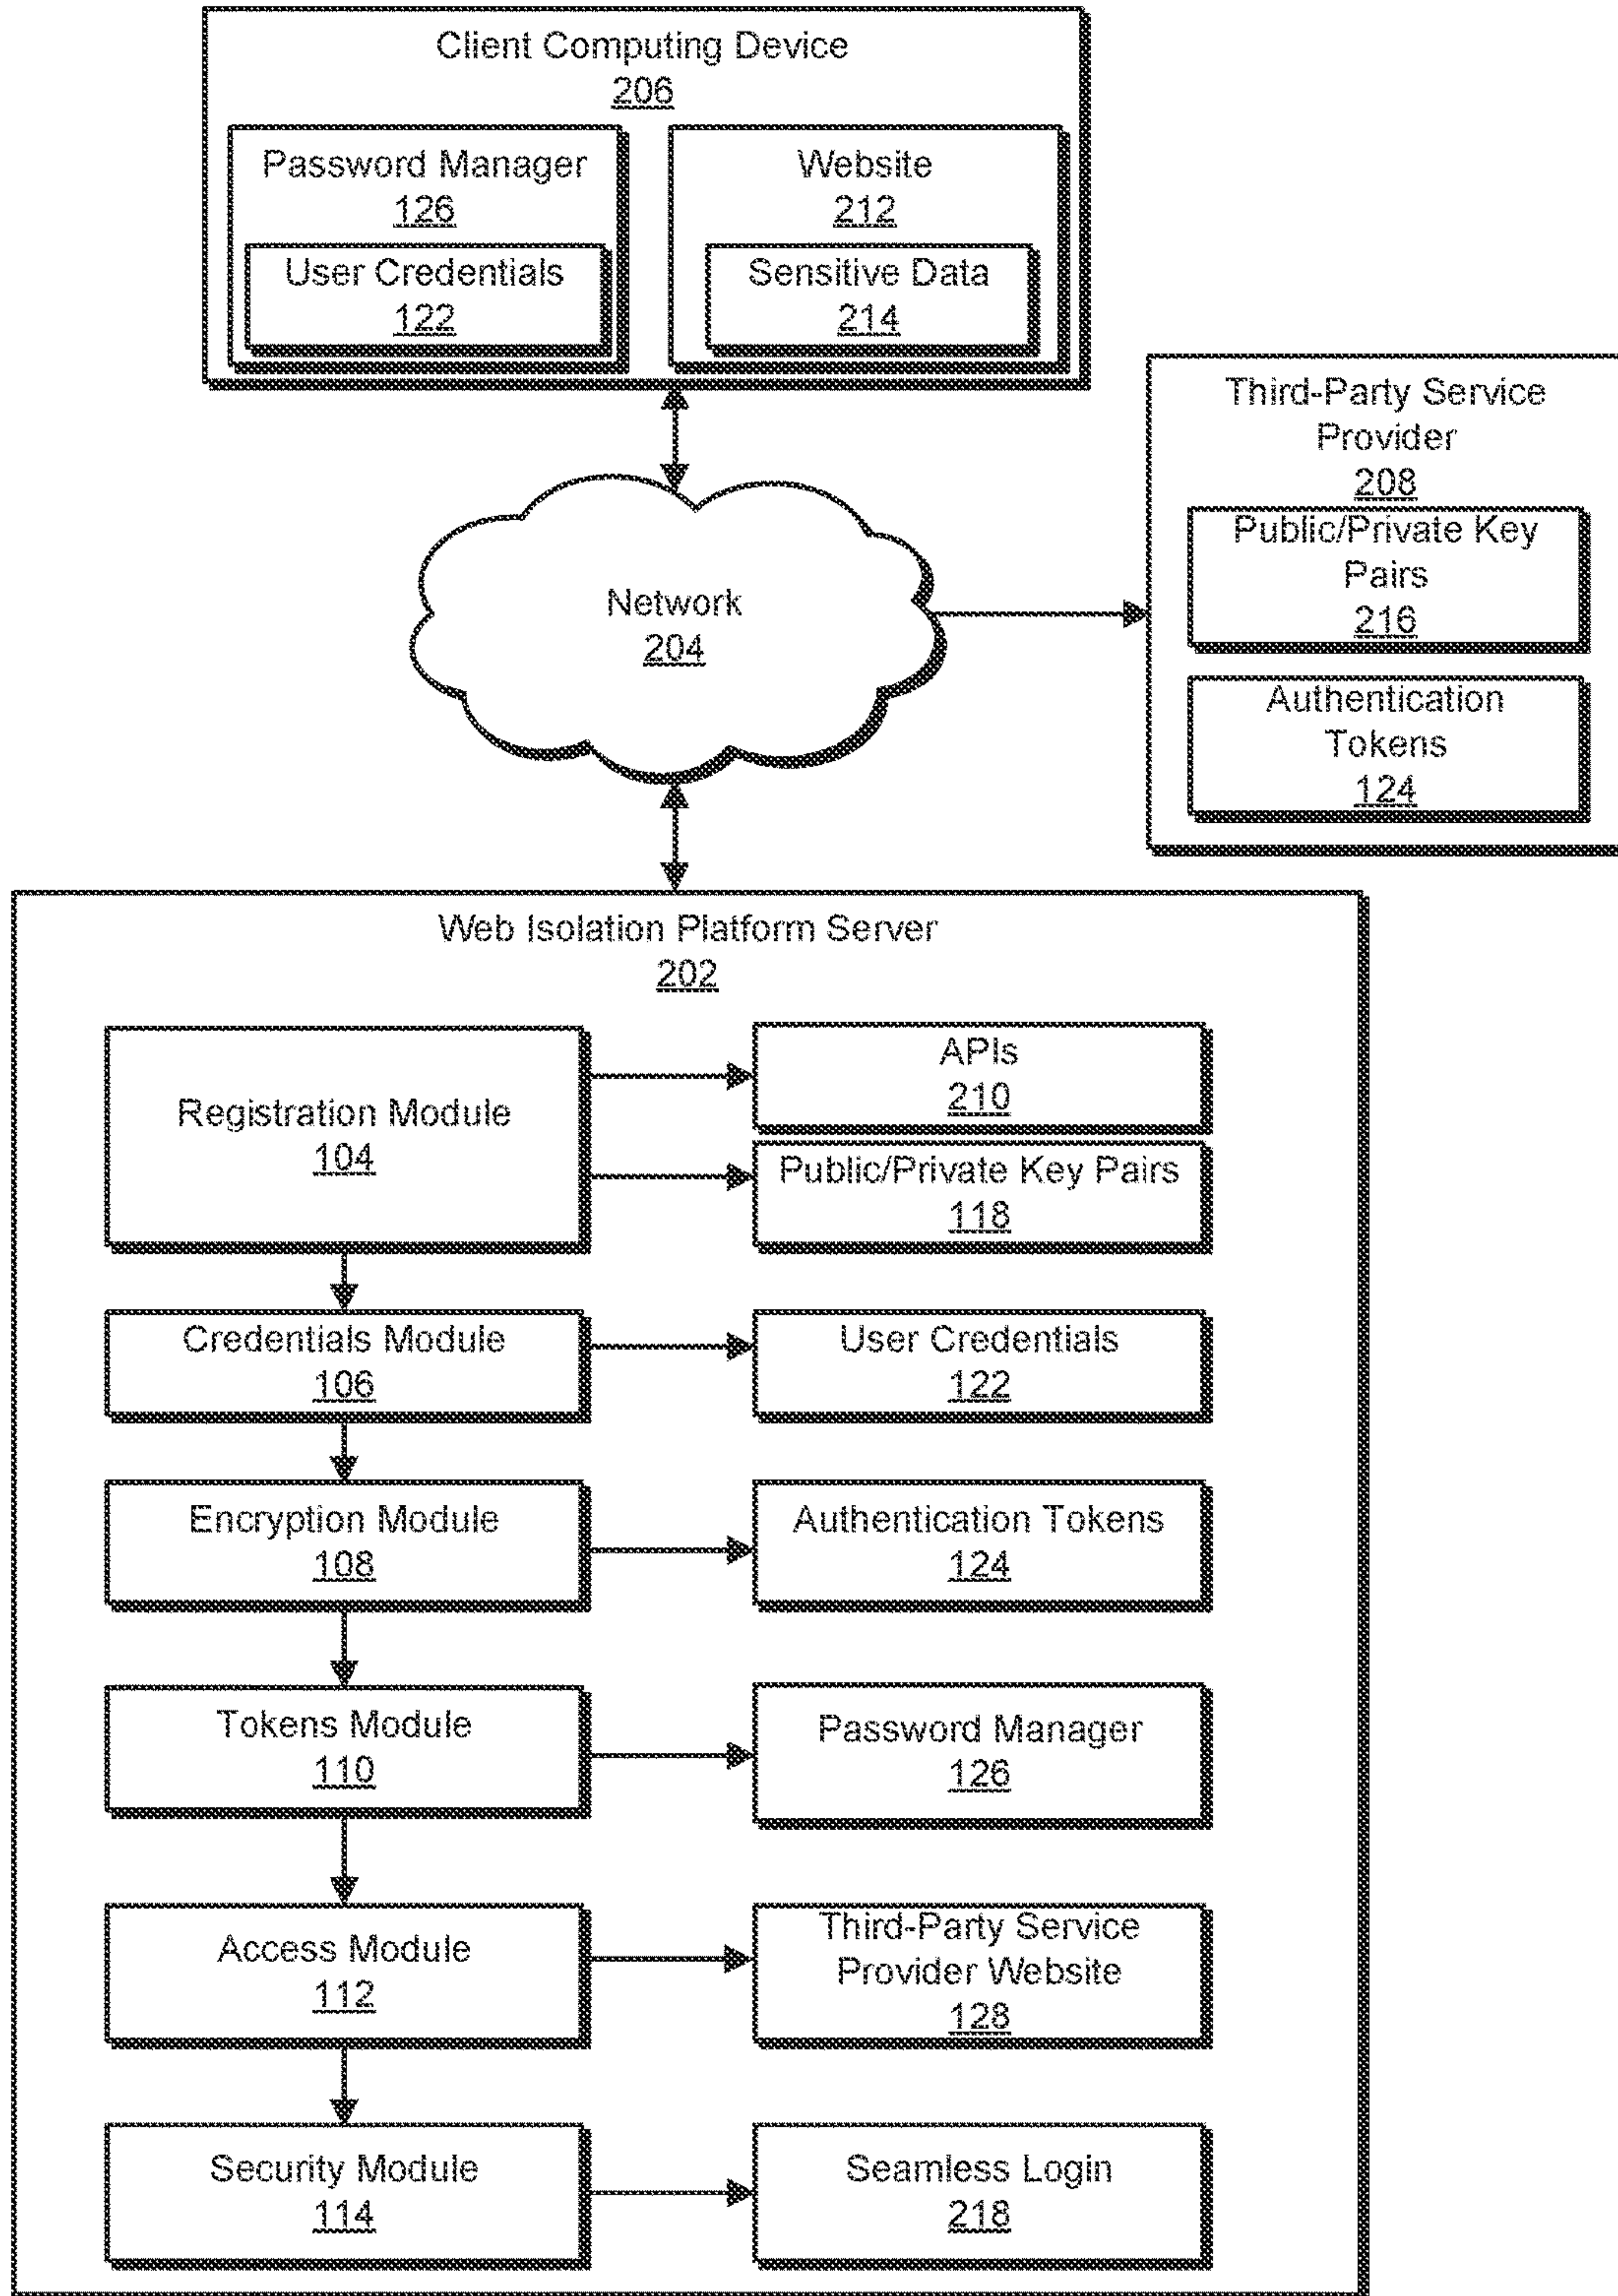 Client Computing Device
206
Password Manager
126
User Credentials
122
Website
212
Sensitive Data
214
Third-Party Service
Provider
208
Public/Private Key
Pairs
216
Authentication
Tokens
124
Network
204
Web Isolation Platform Server
202
Registration Module
104
APIs
210
Public/Private Key Pairs
118
Credentials Module
106
User Credentials
122
Encryption Module
108
Authentication Tokens
124
Tokens Module
110
Password Manager
126
Access Module
112
Third-Party Service
Provider Website
128
Security Module
114
Seamless Login
218